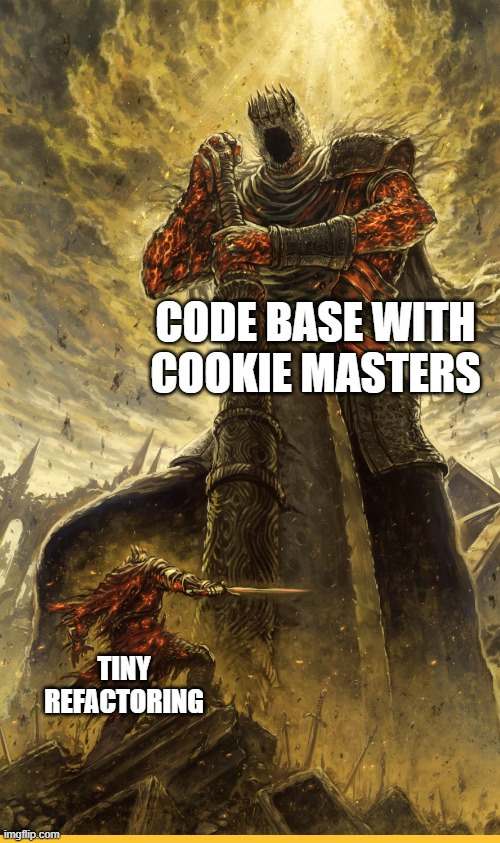 CODE BASE WITH
COOKIE MASTERS
TINY
REFACTORING
imgflip.com